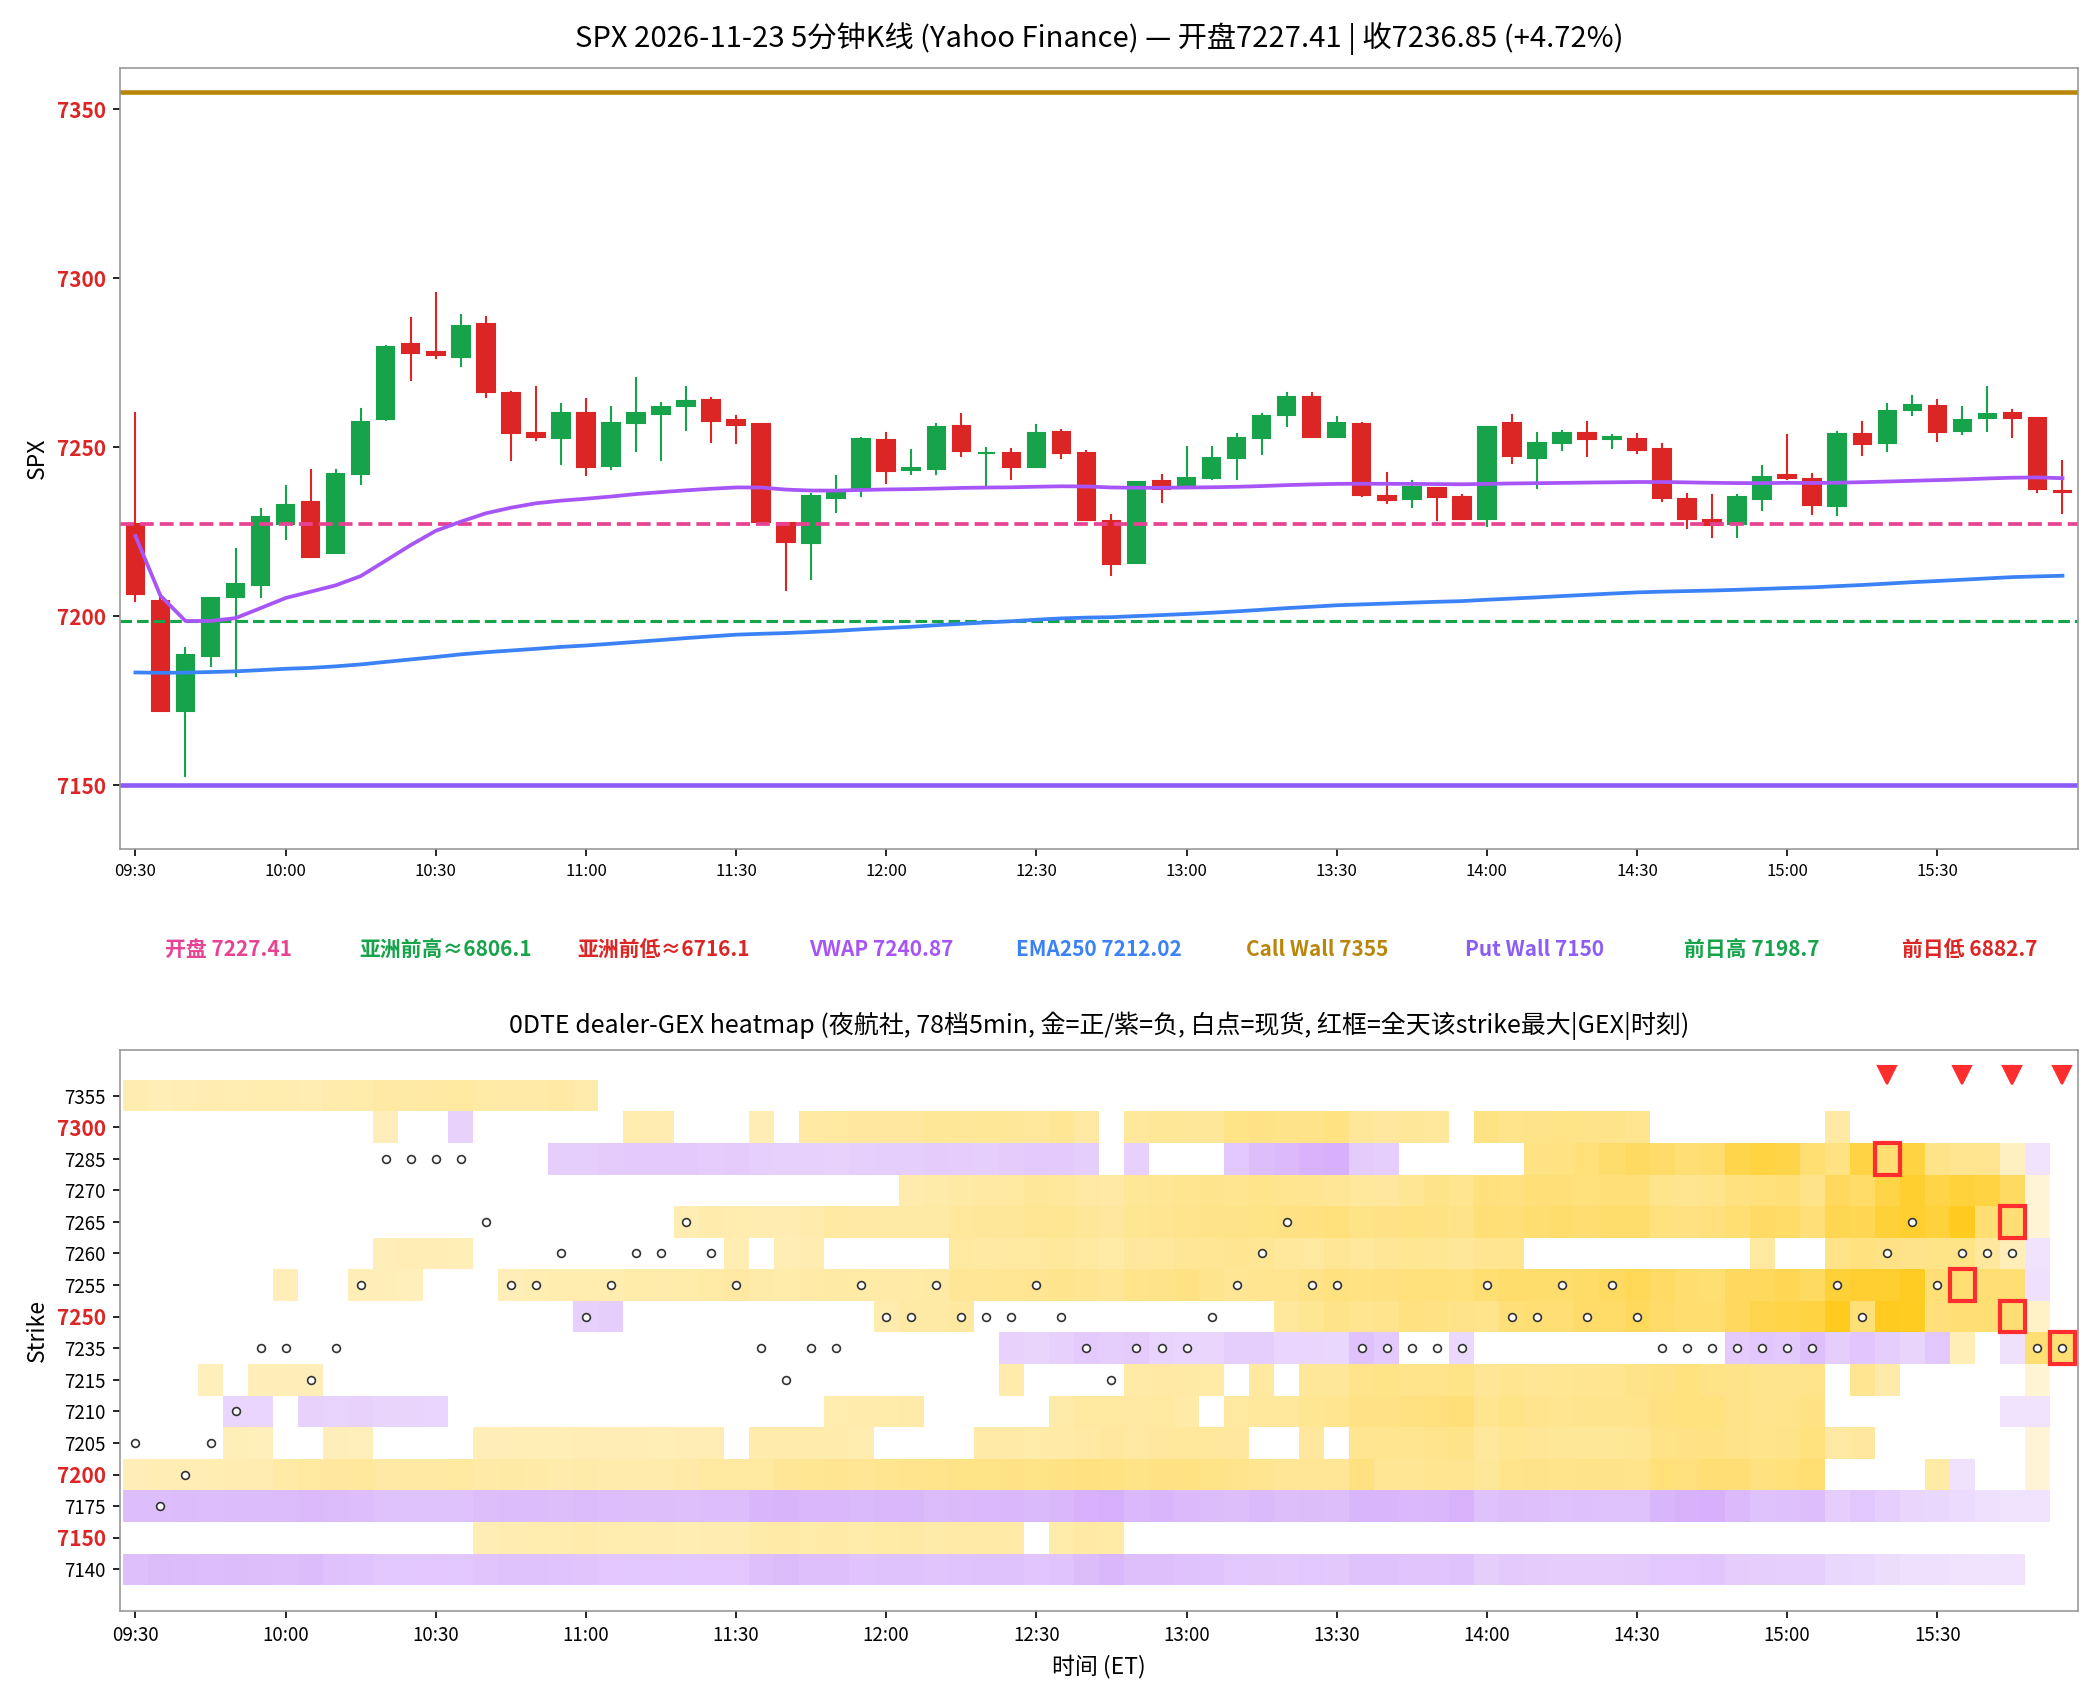 SPX 2026-11-23 5分钟K线 (Yahoo Finance) — 开盘7227.41 | 收7236.85 (+4.72%)
SPX
7350
7300
7250
7200
7150
09:30 10:00 10:30 11:00 11:30 12:00 12:30 13:00 13:30 14:00 14:30 15:00 15:30
开盘 7227.41 亚洲前高≈6806.1 亚洲前低≈6716.1 VWAP 7240.87 EMA250 7212.02 Call Wall 7355 Put Wall 7150 前日高 7198.7 前日低 6882.7
0DTE dealer-GEX heatmap (夜航社, 78档5min, 金=正/紫=负, 白点=现货, 红框=全天该strike最大|GEX|时刻)
Strike
7355
7300
7285
7270
7265
7260
7255
7250
7235
7215
7210
7205
7200
7175
7150
7140
09:30 10:00 10:30 11:00 11:30 12:00 12:30 13:00 13:30 14:00 14:30 15:00 15:30
时间 (ET)